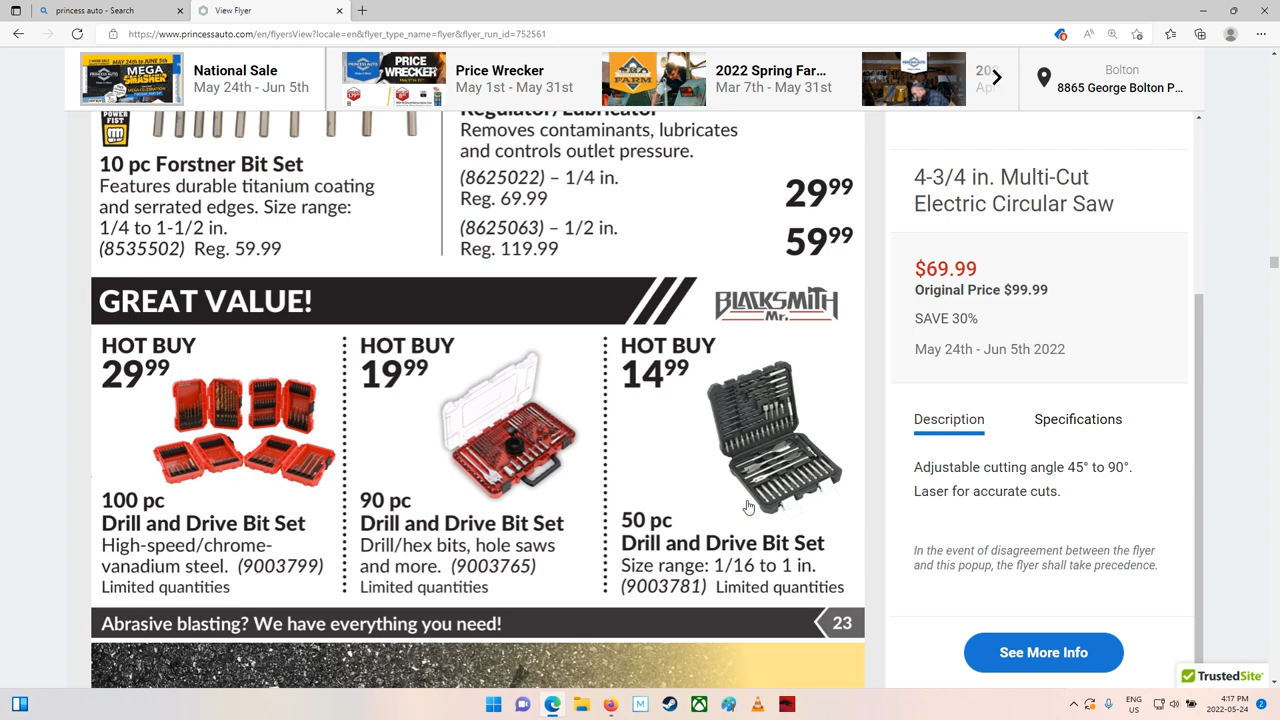 princess auto - Search
View Flyer
https://www.princessauto.com/en/flyersView?locale=en&flyer_type_name=flyer&flyer_run_id=752561
National Sale
May 24th - Jun 5th
PRICE WRECKER
Price Wrecker
May 1st - May 31st
FARM
2022 Spring Far...
Mar 7th - May 31st
Bolton
8865 George Bolton P...
POWER FIST
10 pc Forstner Bit Set
Features durable titanium coating
and serrated edges. Size range:
1/4 to 1-1/2 in.
(8535502) Reg. 59.99
Regulator/Lubricator
Removes contaminants, lubricates
and controls outlet pressure.
(8625022) – 1/4 in.
Reg. 69.99
29 99
(8625063) – 1/2 in.
Reg. 119.99
59 99
GREAT VALUE!
BLACKSMITH
Mr.
HOT BUY
29 99
100 pc
Drill and Drive Bit Set
High-speed/chrome-
vanadium steel. (9003799)
Limited quantities
HOT BUY
19 99
90 pc
Drill and Drive Bit Set
Drill/hex bits, hole saws
and more. (9003765)
Limited quantities
HOT BUY
14 99
50 pc
Drill and Drive Bit Set
Size range: 1/16 to 1 in.
(9003781) Limited quantities
Abrasive blasting? We have everything you need!
23
4-3/4 in. Multi-Cut
Electric Circular Saw
$69.99
Original Price $99.99
SAVE 30%
May 24th - Jun 5th 2022
Description
Specifications
Adjustable cutting angle 45° to 90°.
Laser for accurate cuts.
In the event of disagreement between the flyer
and this popup, the flyer shall take precedence.
See More Info
TrustedSite
ENG
US
4:17 PM
2022-05-24
2